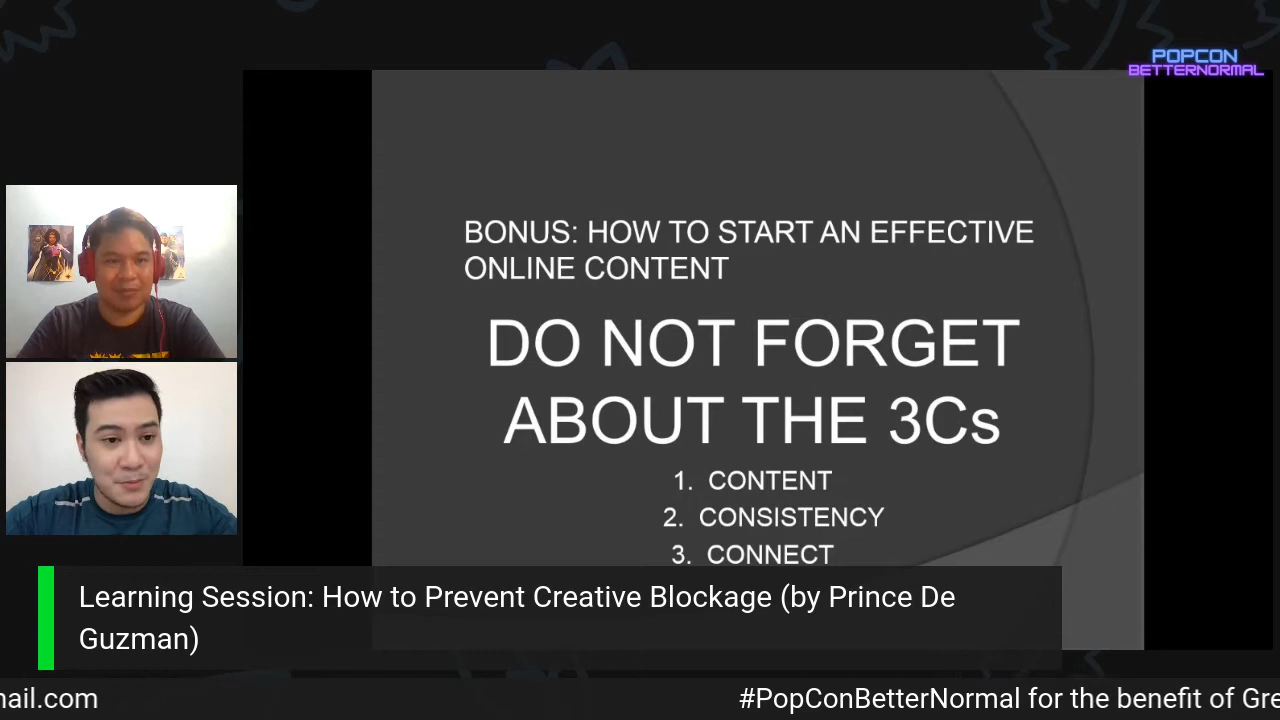 POPCON
BETTERNORMAL
BONUS: HOW TO START AN EFFECTIVE
ONLINE CONTENT
DO NOT FORGET
ABOUT THE 3Cs
1. CONTENT
2. CONSISTENCY
3. CONNECT
Learning Session: How to Prevent Creative Blockage (by Prince De
Guzman)
ail.com
#PopConBetterNormal for the benefit of Gre